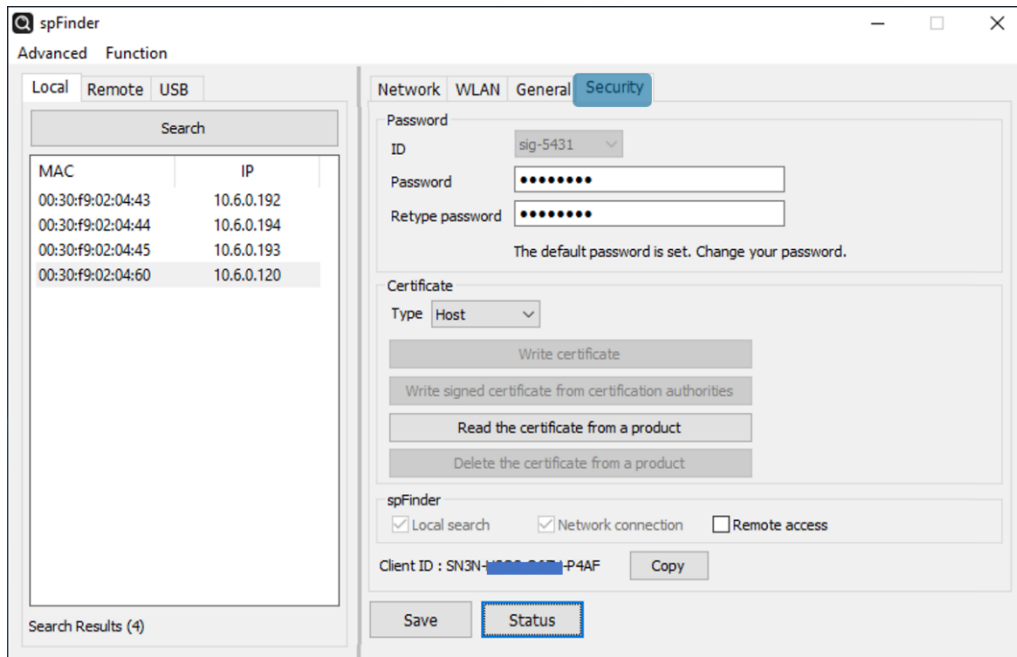 spFinder
Advanced Function
Local Remote USB
Search
MAC IP
00:30:f9:02:04:43 10.6.0.192
00:30:f9:02:04:44 10.6.0.194
00:30:f9:02:04:45 10.6.0.193
00:30:f9:02:04:60 10.6.0.120
Search Results (4)
Network WLAN General Security
Password
ID sig-5431
Password ●●●●●●●●
Retype password ●●●●●●●●
The default password is set. Change your password.
Certificate
Type Host
Write certificate
Write signed certificate from certification authorities
Read the certificate from a product
Delete the certificate from a product
spFinder
Local search Network connection Remote access
Client ID : SN3N- -P4AF Copy
Save Status